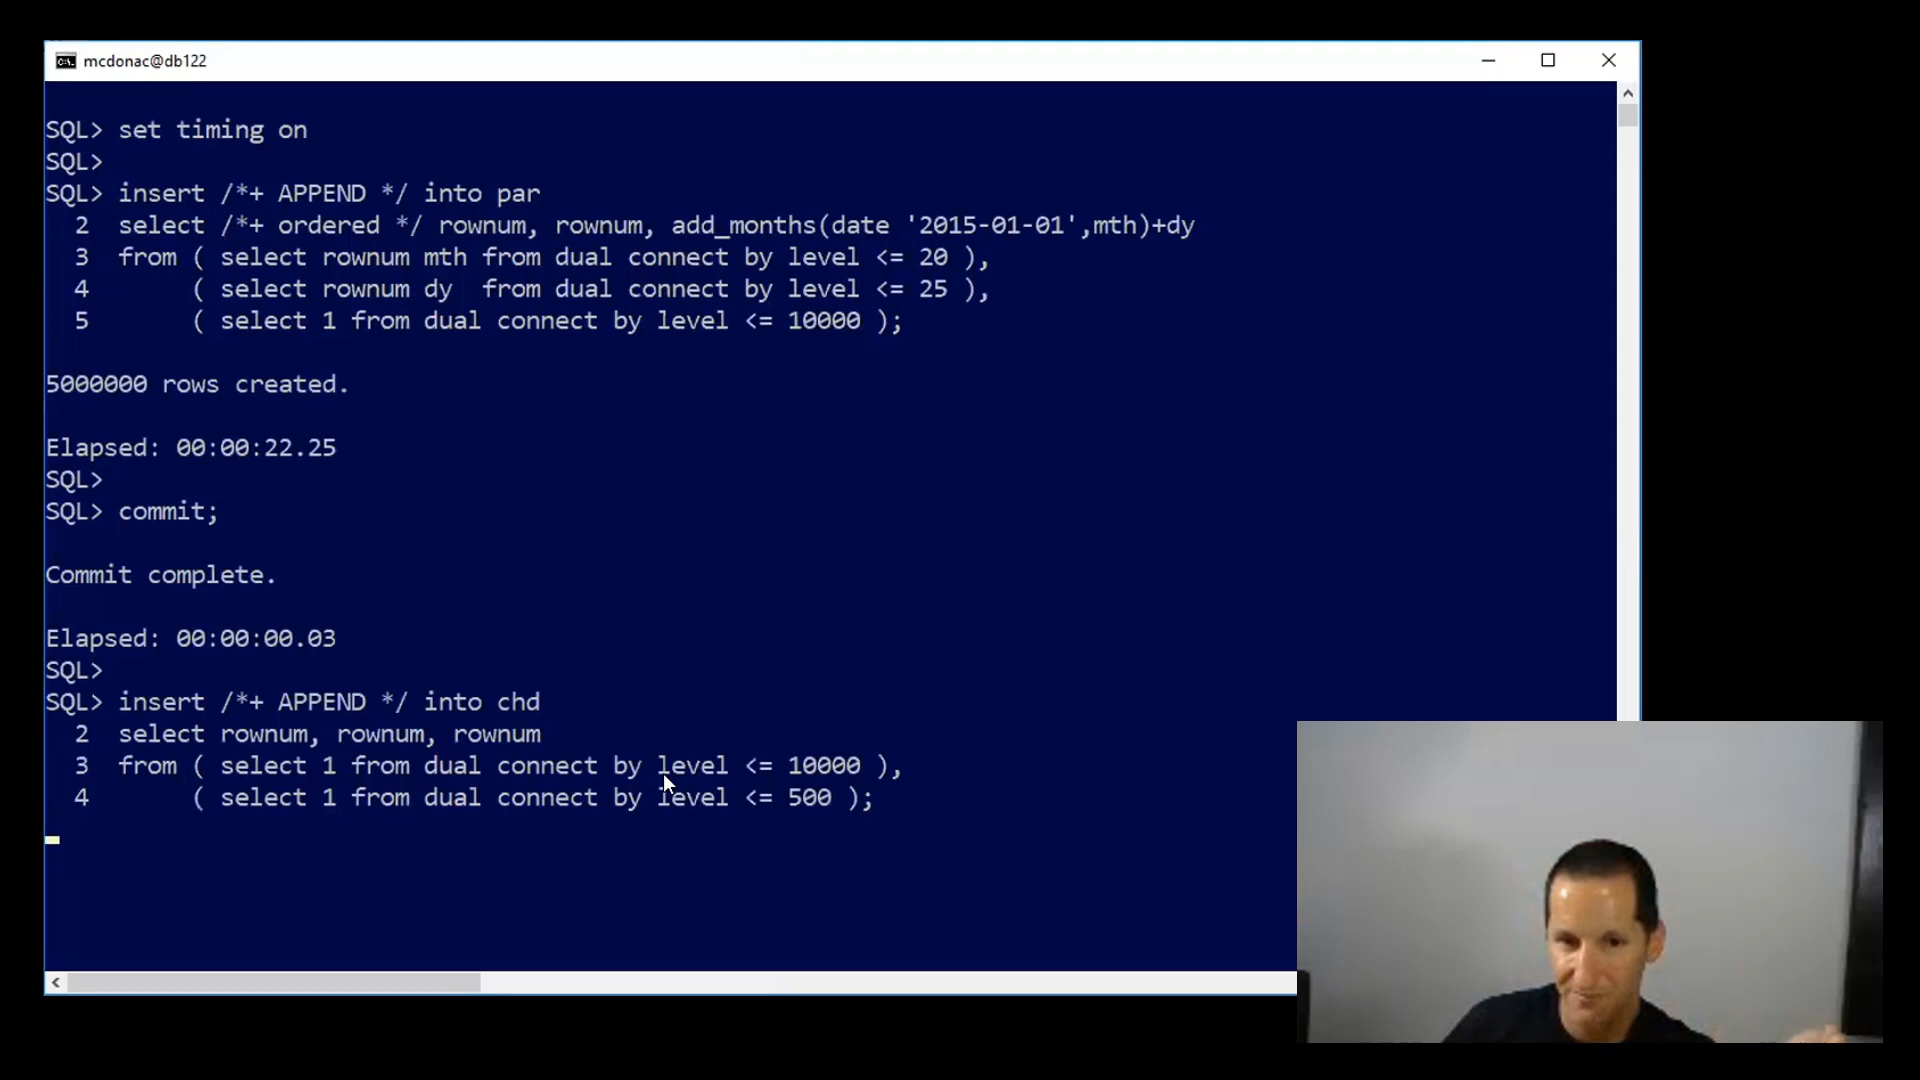 mcdonac@db122
SQL> set timing on
SQL>
SQL> insert /*+ APPEND */ into par
2 select /*+ ordered */ rownum, rownum, add_months(date '2015-01-01',mth)+dy
3 from ( select rownum mth from dual connect by level <= 20 ),
4 ( select rownum dy from dual connect by level <= 25 ),
5 ( select 1 from dual connect by level <= 10000 );
5000000 rows created.
Elapsed: 00:00:22.25
SQL>
SQL> commit;
Commit complete.
Elapsed: 00:00:00.03
SQL>
SQL> insert /*+ APPEND */ into chd
2 select rownum, rownum, rownum
3 from ( select 1 from dual connect by level <= 10000 ),
4 ( select 1 from dual connect by level <= 500 );